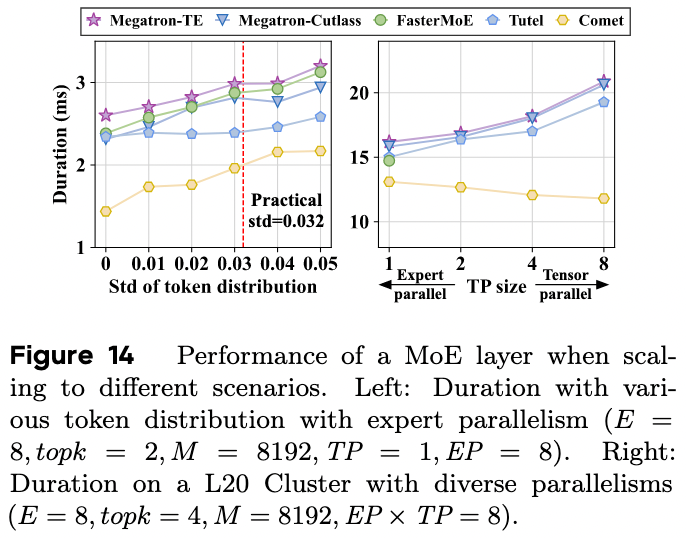 Megatron-TE Megatron-Cutlass FasterMoE Tutel Comet
Duration (ms)
3
2
1
Practical
std=0.032
0 0.01 0.02 0.03 0.04 0.05
Std of token distribution
20
15
10
1 2 4 8
Expert parallel TP size Tensor parallel
Figure 14 Performance of a MoE layer when scal-
ing to different scenarios. Left: Duration with vari-
ous token distribution with expert parallelism (E =
8, topk = 2, M = 8192, TP = 1, EP = 8). Right:
Duration on a L20 Cluster with diverse parallelisms
(E = 8, topk = 4, M = 8192, EP × TP = 8).